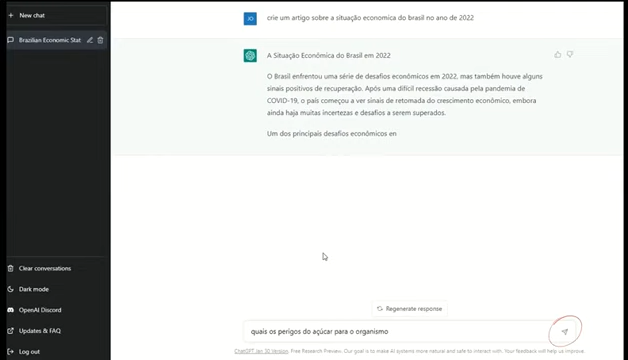 New chat
Brazilian Economic Stat
Clear conversations
Dark mode
OpenAI Discord
Updates & FAQ
Log out
JO
crie um artigo sobre a situação economica do brasil no ano de 2022
A Situação Econômica do Brasil em 2022
O Brasil enfrentou uma série de desafios econômicos em 2022, mas também houve alguns
sinais positivos de recuperação. Após uma difícil recessão causada pela pandemia de
COVID-19, o país começou a ver sinais de retomada do crescimento econômico, embora
ainda haja muitas incertezas e desafios a serem superados.
Um dos principais desafios econômicos en
Regenerate response
quais os perigos do açúcar para o organismo
ChatGPT Jan 30 Version. Free Research Preview. Our goal is to make AI systems more natural and safe to interact with. Your feedback will help us improve.